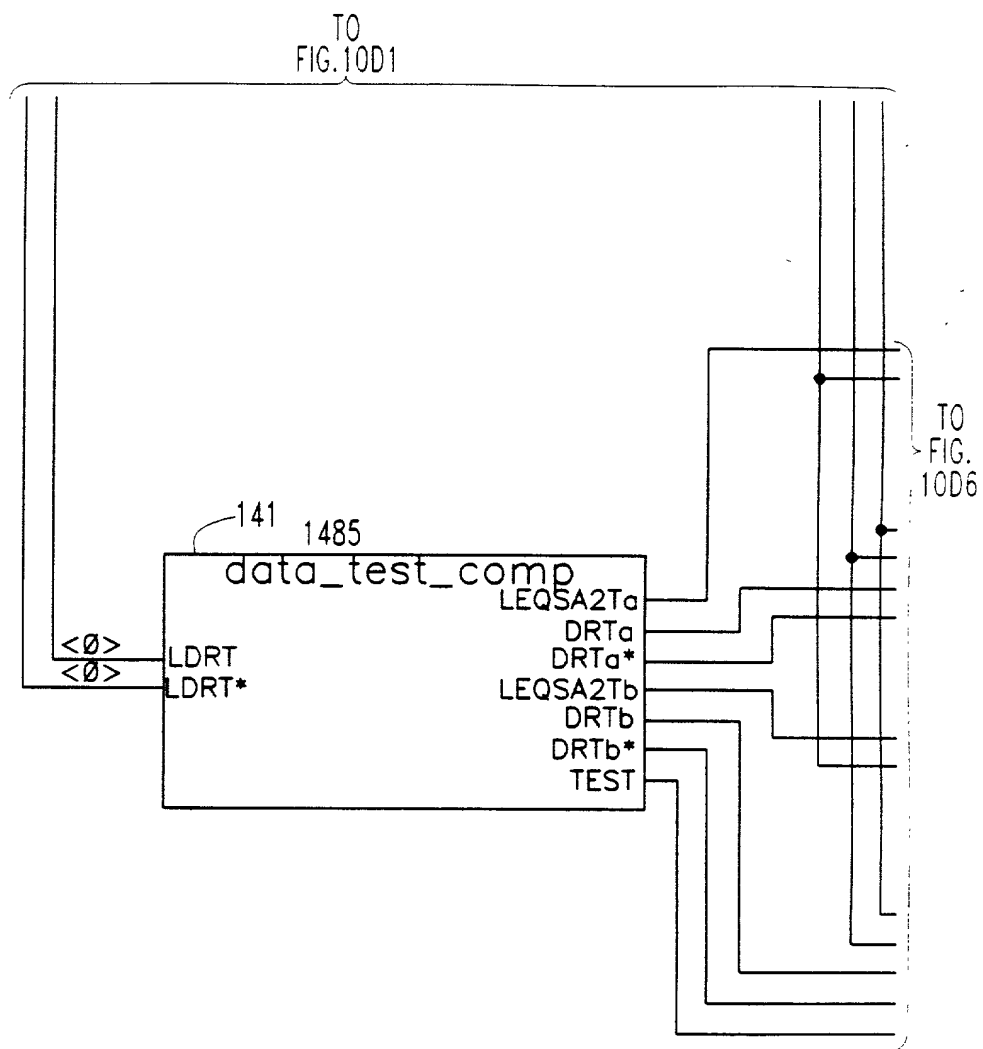 TO
FIG.10D1
TO
FIG.
10D6
141
1485
data_test_comp
LEQSA2Ta
DRTa
<Ø>
LDRT
DRTa*
<Ø>
LDRT*
LEQSA2Tb
DRTb
DRTb*
TEST